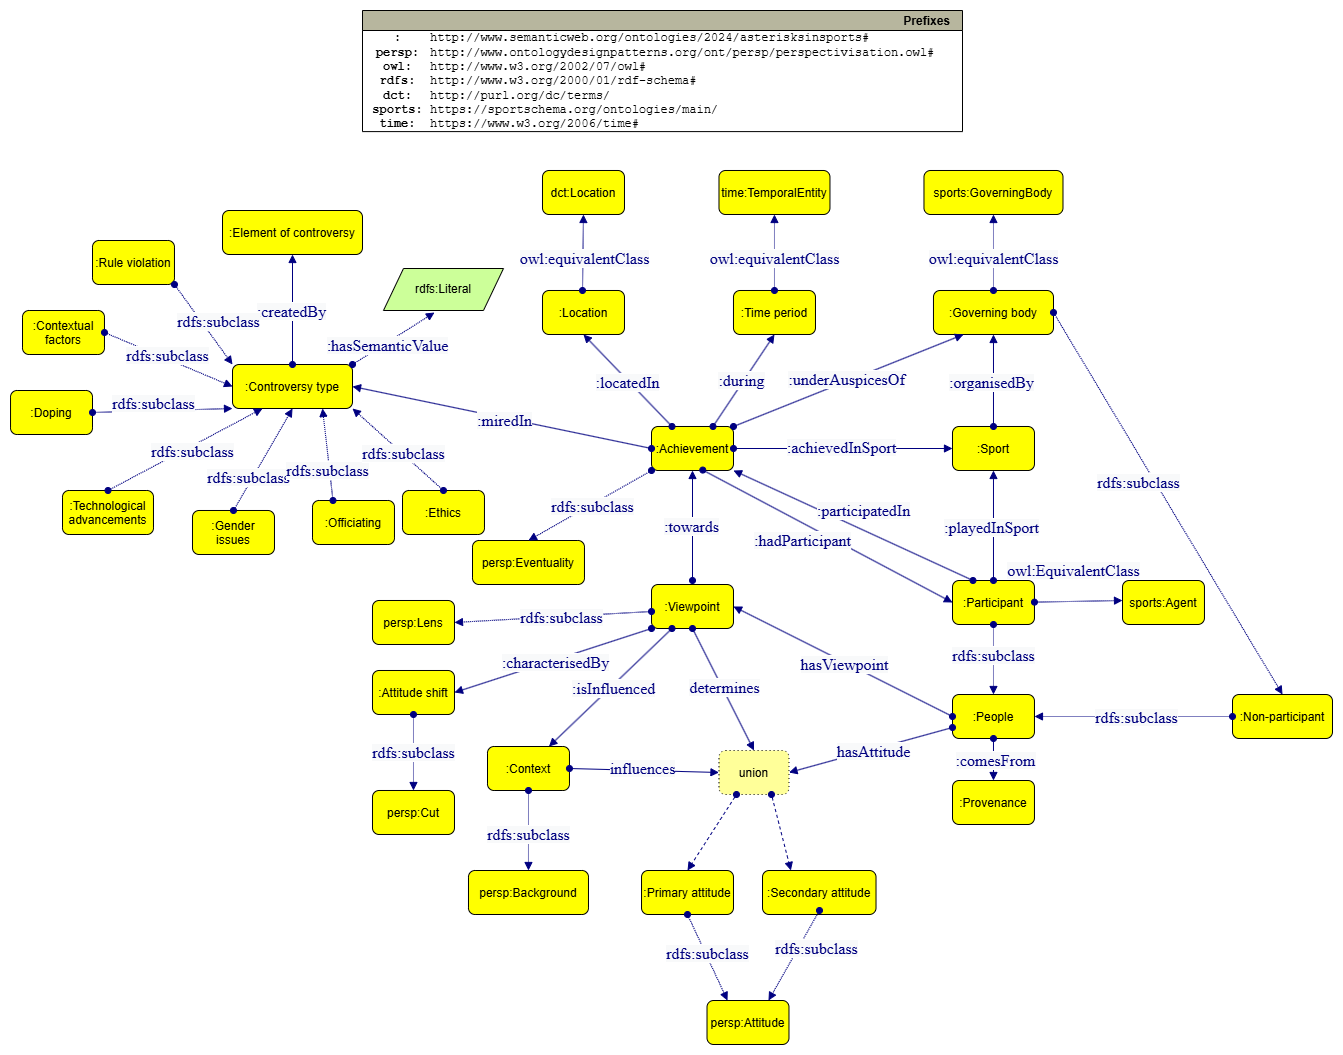 Prefixes
: http://www.semanticweb.org/ontologies/2024/asterisksinsports#
persp: http://www.ontologydesignpatterns.org/ont/persp/perspectivisation.owl#
owl: http://www.w3.org/2002/07/owl#
rdfs: http://www.w3.org/2000/01/rdf-schema#
dct: http://purl.org/dc/terms/
sports: https://sportschema.org/ontologies/main/
time: https://www.w3.org/2006/time#
dct:Location
time:TemporalEntity
sports:GoverningBody
:Element of controversy
:Rule violation
owl:equivalentClass
owl:equivalentClass
owl:equivalentClass
rdfs:Literal
:createdBy
:Location
:Time period
:Governing body
rdfs:subclass
:Contextual
factors
:hasSemanticValue
rdfs:subclass
:Controversy type
:locatedIn
:during
:underAuspicesOf
:organisedBy
:Doping
rdfs:subclass
:miredIn
:Achievement
:achievedInSport
:Sport
rdfs:subclass
rdfs:subclass
rdfs:subclass
rdfs:subclass
rdfs:subclass
:Technological
advancements
:Gender
issues
:Officiating
:Ethics
rdfs:subclass
:participatedIn
:towards
:hadParticipant
:playedInSport
persp:Eventuality
owl:EquivalentClass
:Participant
sports:Agent
:Viewpoint
persp:Lens
rdfs:subclass
rdfs:subclass
:characterisedBy
hasViewpoint
:Attitude shift
:isInfluenced
determines
:People
rdfs:subclass
:Non-participant
rdfs:subclass
hasAttitude
:comesFrom
:Context
influences
union
:Provenance
persp:Cut
rdfs:subclass
persp:Background
:Primary attitude
:Secondary attitude
rdfs:subclass
rdfs:subclass
persp:Attitude